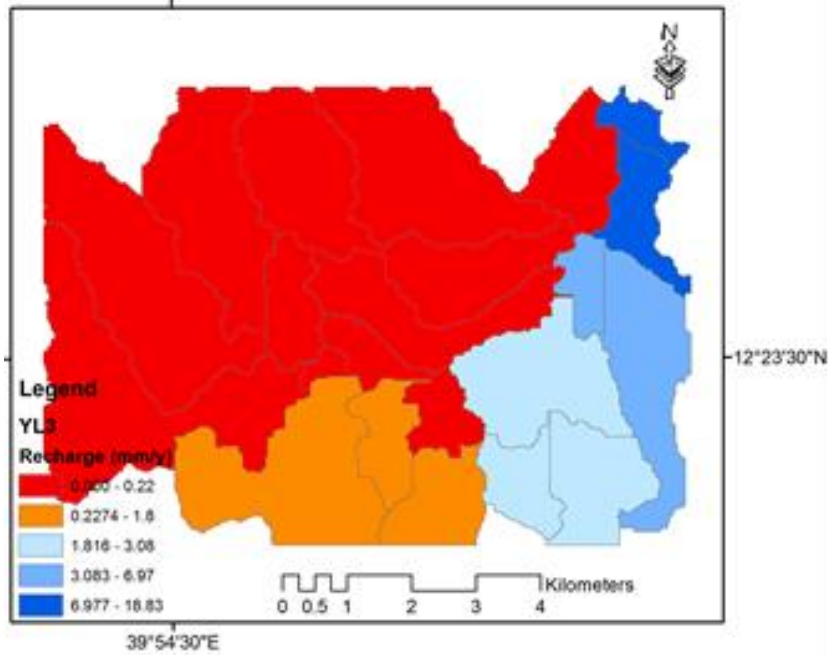 N
12°23'30"N
Legend
YL3
Recharge (mm/y)
0.000 - 0.22
0.2274 - 1.8
1.816 - 3.08
3.083 - 6.97
6.977 - 18.83
Kilometers
0 0.5 1 2 3 4
39°54'30"E